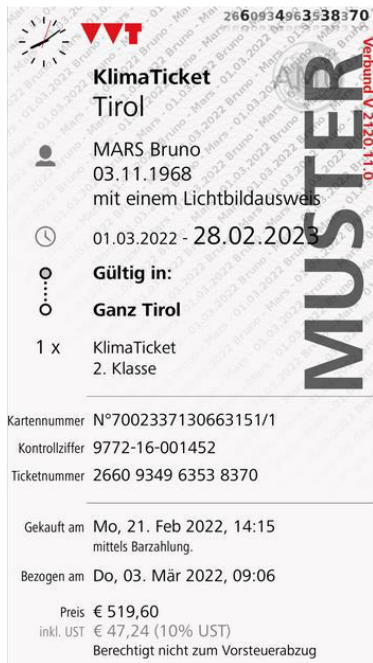 2660934963538370
VVT
KlimaTicket
Tirol
MARS Bruno
03.11.1968
mit einem Lichtbildausweis
01.03.2022 - 28.02.2023
Gültig in:
Ganz Tirol
1 x KlimaTicket
2. Klasse
MUSTER
Verbund V 2120.11.0
Kartennummer N°7002337130663151/1
Kontrollziffer 9772-16-001452
Ticketnummer 2660 9349 6353 8370
Gekauft am Mo, 21. Feb 2022, 14:15
mittels Barzahlung.
Bezogen am Do, 03. Mär 2022, 09:06
Preis € 519,60
inkl. UST € 47,24 (10% UST)
Berechtigt nicht zum Vorsteuerabzug